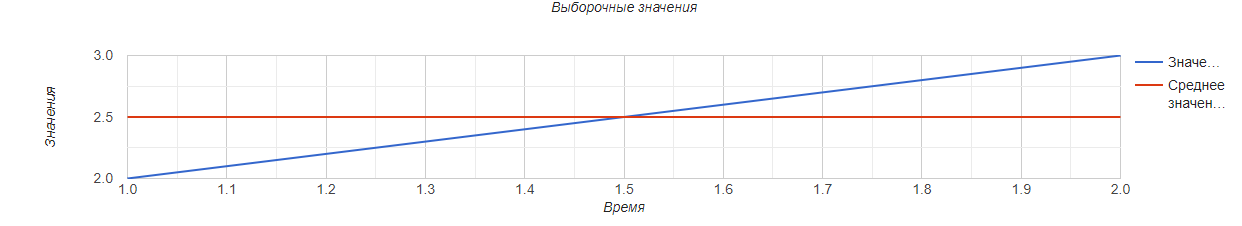 Выборочные значения
3.0
2.5
2.0
Значения
1.0 1.1 1.2 1.3 1.4 1.5 1.6 1.7 1.8 1.9 2.0
Время
Значе…
Среднее
значен…